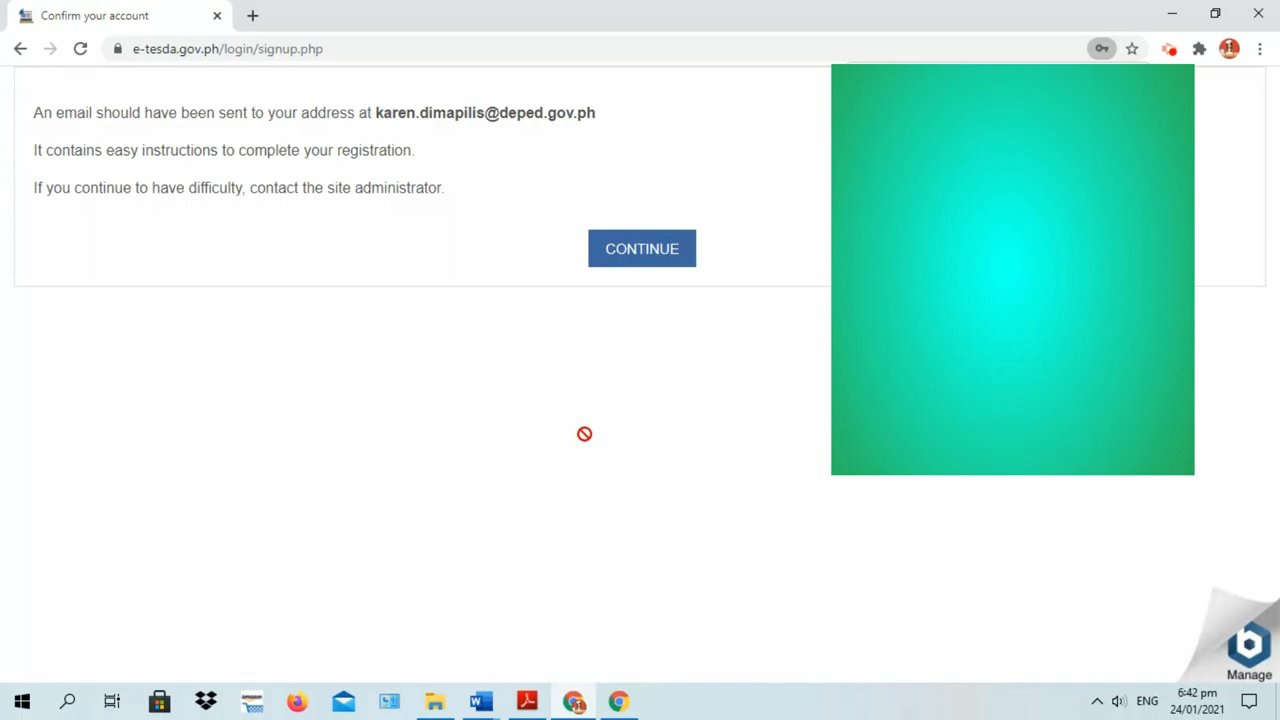 Confirm your account
e-tesda.gov.ph/login/signup.php
An email should have been sent to your address at karen.dimapilis@deped.gov.ph
It contains easy instructions to complete your registration.
If you continue to have difficulty, contact the site administrator.
CONTINUE
Manage
6:42 pm
ENG
24/01/2021